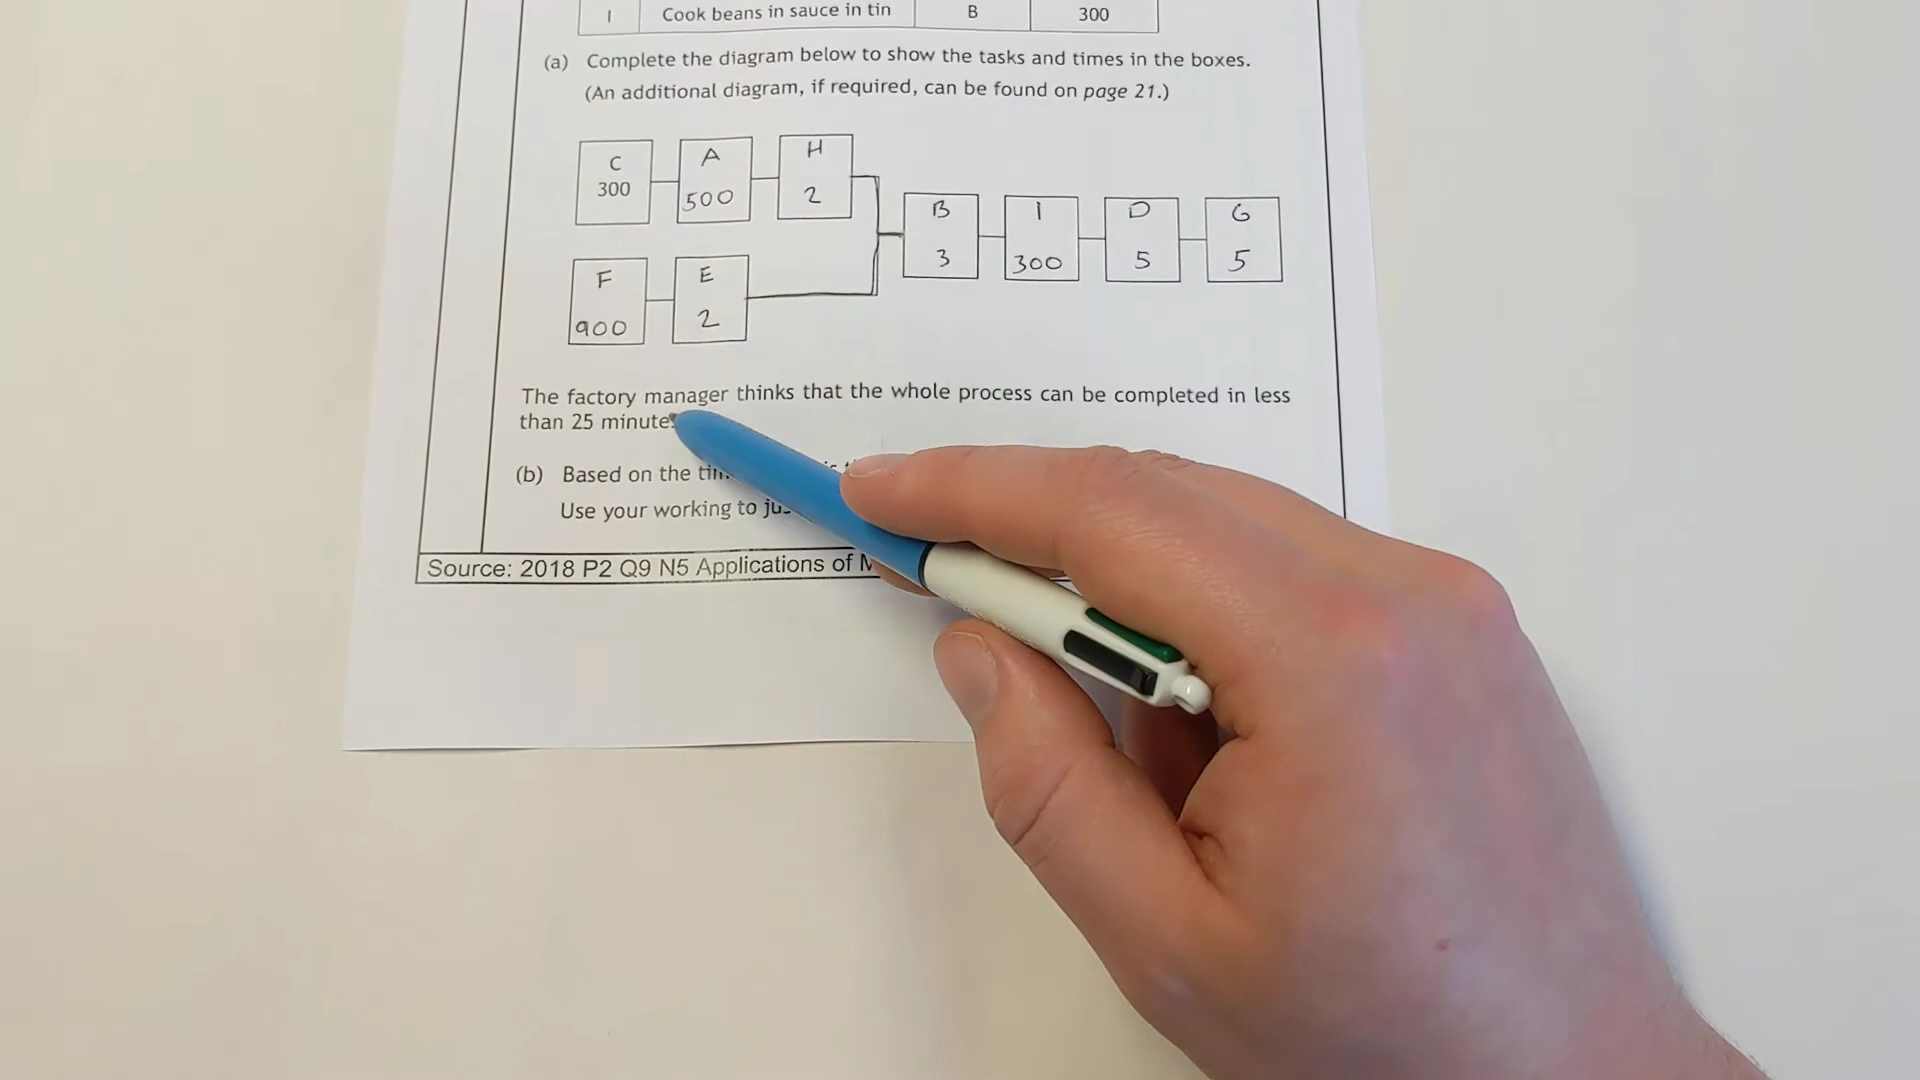 I Cook beans in sauce in tin B 300
(a) Complete the diagram below to show the tasks and times in the boxes.
(An additional diagram, if required, can be found on page 21.)
C A H
300 500 2
B I D G
3 300 5 5
F E
900 2
The factory manager thinks that the whole process can be completed in less
than 25 minutes
(b) Based on the
Use your working to
Source: 2018 P2 Q9 N5 Applications of